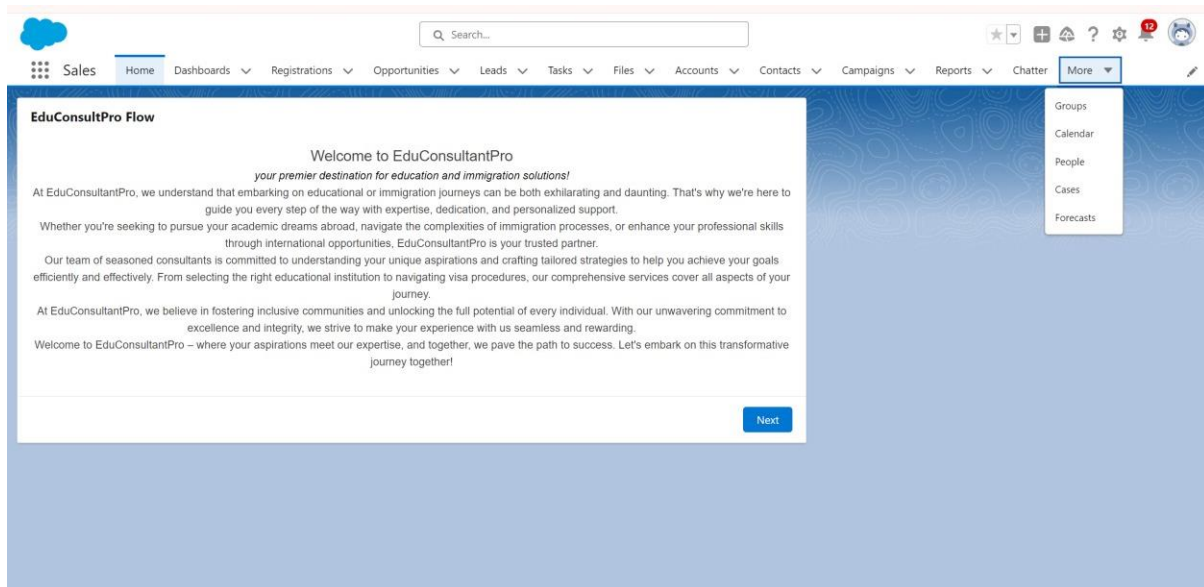 Search...
12
Sales Home Dashboards Registrations Opportunities Leads Tasks Files Accounts Contacts Campaigns Reports Chatter More
Groups
Calendar
People
Cases
Forecasts
EduConsultPro Flow
Welcome to EduConsultantPro
your premier destination for education and immigration solutions!
At EduConsultantPro, we understand that embarking on educational or immigration journeys can be both exhilarating and daunting. That's why we're here to
guide you every step of the way with expertise, dedication, and personalized support.
Whether you're seeking to pursue your academic dreams abroad, navigate the complexities of immigration processes, or enhance your professional skills
through international opportunities, EduConsultantPro is your trusted partner.
Our team of seasoned consultants is committed to understanding your unique aspirations and crafting tailored strategies to help you achieve your goals
efficiently and effectively. From selecting the right educational institution to navigating visa procedures, our comprehensive services cover all aspects of your
journey.
At EduConsultantPro, we believe in fostering inclusive communities and unlocking the full potential of every individual. With our unwavering commitment to
excellence and integrity, we strive to make your experience with us seamless and rewarding.
Welcome to EduConsultantPro – where your aspirations meet our expertise, and together, we pave the path to success. Let's embark on this transformative
journey together!
Next